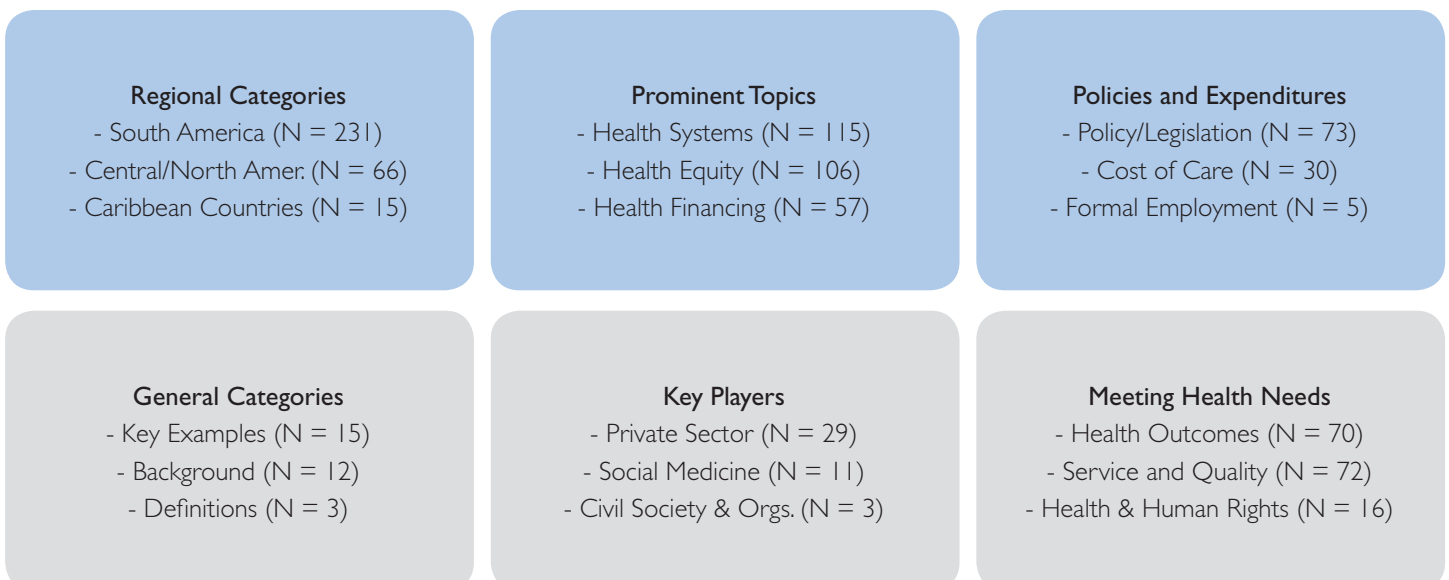 Regional Categories
- South America (N = 231)
- Central/North Amer. (N = 66)
- Caribbean Countries (N = 15)
Prominent Topics
- Health Systems (N = 115)
- Health Equity (N = 106)
- Health Financing (N = 57)
Policies and Expenditures
- Policy/Legislation (N = 73)
- Cost of Care (N = 30)
- Formal Employment (N = 5)
General Categories
- Key Examples (N = 15)
- Background (N = 12)
- Definitions (N = 3)
Key Players
- Private Sector (N = 29)
- Social Medicine (N = 11)
- Civil Society & Orgs. (N = 3)
Meeting Health Needs
- Health Outcomes (N = 70)
- Service and Quality (N = 72)
- Health & Human Rights (N = 16)